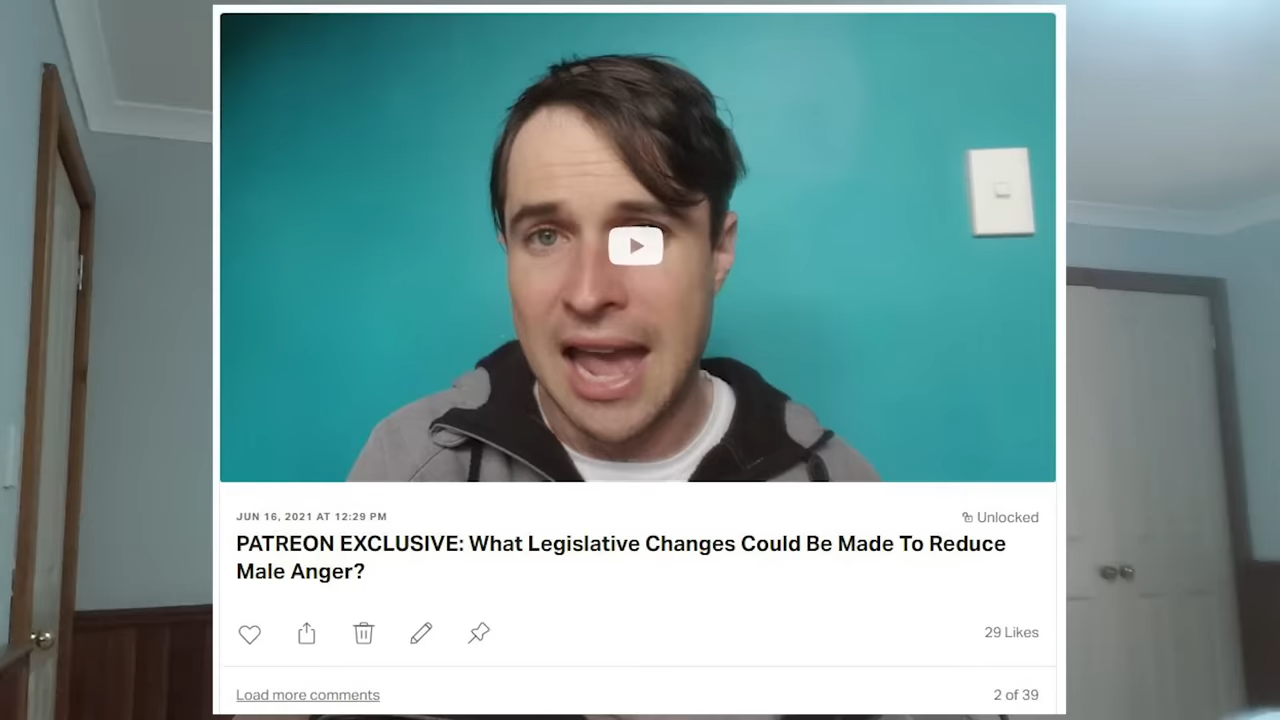 JUN 16, 2021 AT 12:29 PM
Unlocked
PATREON EXCLUSIVE: What Legislative Changes Could Be Made To Reduce
Male Anger?
29 Likes
Load more comments
2 of 39